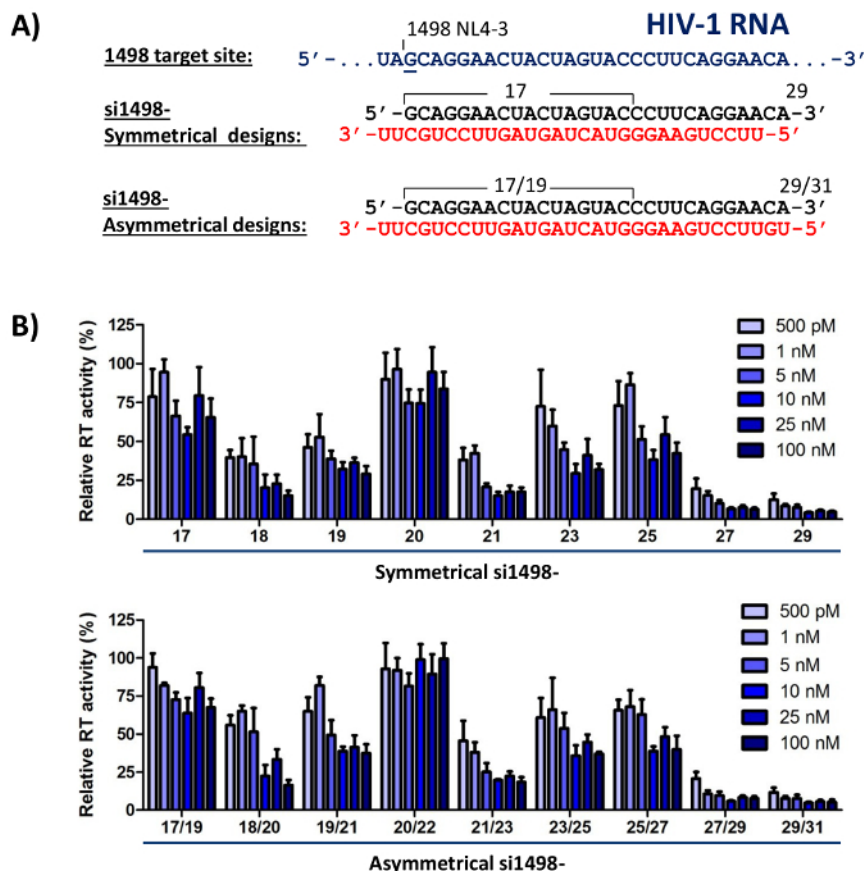 A)
HIV-1 RNA
1498 NL4-3
1498 target site: 5′-...UAGCAGGAACUACUAGUACCCUUCAGGAACA...-3′
17 29
si1498- 5′-GCAGGAACUACUAGUACCCUUCAGGAACA-3′
Symmetrical designs: 3′-UUCGUCCUUGAUGAUCAUGGGAAGUCCUU-5′
17/19 29/31
si1498- 5′-GCAGGAACUACUAGUACCCUUCAGGAACA-3′
Asymmetrical designs: 3′-UUCGUCCUUGAUGAUCAUGGGAAGUCCUUGU-5′
B)
Relative RT activity (%)
125
100
75
50
25
0
500 pM
1 nM
5 nM
10 nM
25 nM
100 nM
17 18 19 20 21 23 25 27 29
Symmetrical si1498-
Relative RT activity (%)
125
100
75
50
25
0
500 pM
1 nM
5 nM
10 nM
25 nM
100 nM
17/19 18/20 19/21 20/22 21/23 23/25 25/27 27/29 29/31
Asymmetrical si1498-